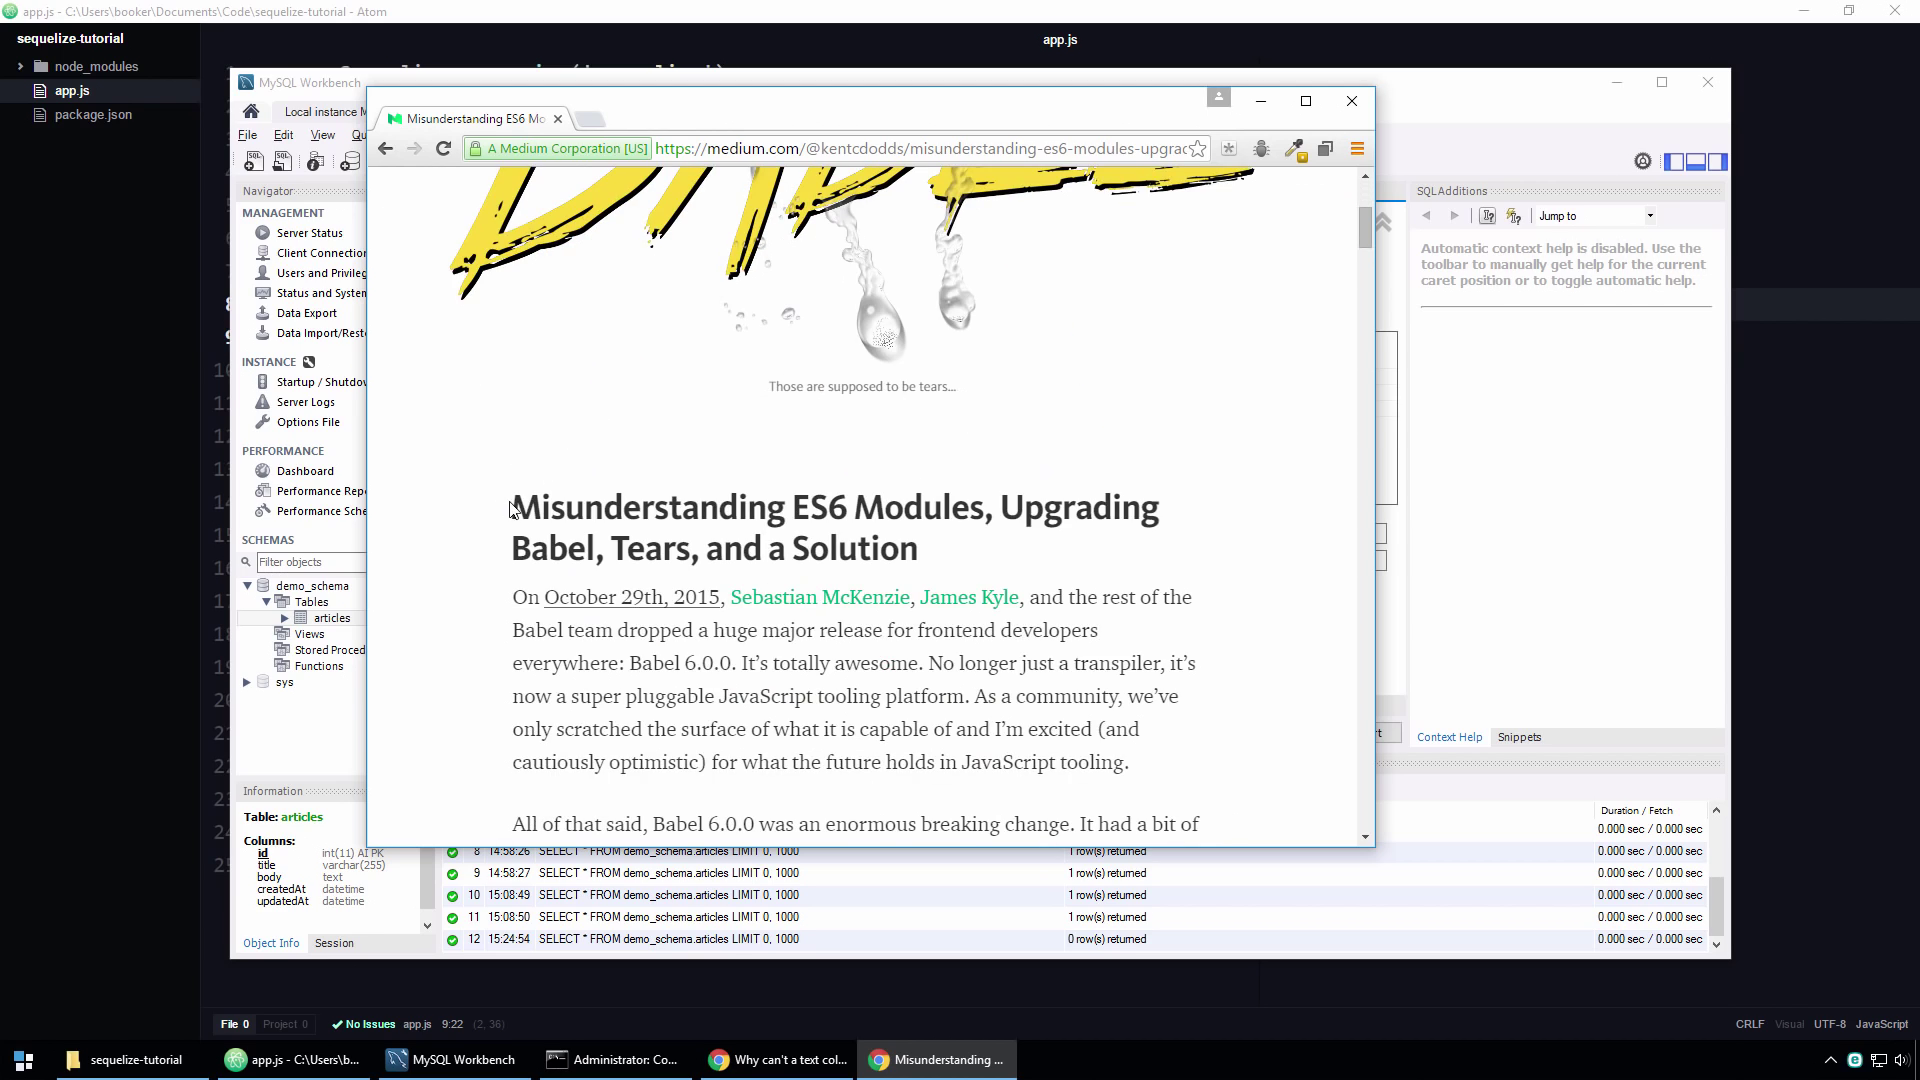 app.js - C:\Users\booker\Documents\Code\sequelize-tutorial - Atom
sequelize-tutorial
node_modules
app.js
package.json
app.js
MySQL Workbench
Local instance M
File Edit View Qu
Navigator
MANAGEMENT
Server Status
Client Connection
Users and Privileg
Status and System
Data Export
Data Import/Resto
INSTANCE
Startup / Shutdow
Server Logs
Options File
PERFORMANCE
Dashboard
Performance Repo
Performance Sche
SCHEMAS
Filter objects
demo_schema
Tables
articles
Views
Stored Proced
Functions
sys
Information
Table: articles
Columns:
id int(11) AI PK
title varchar(255)
body text
createdAt datetime
updatedAt datetime
Object Info Session
Misunderstanding ES6 Mo
A Medium Corporation [US] https://medium.com/@kentcdodds/misunderstanding-es6-modules-upgrac
Those are supposed to be tears...
Misunderstanding ES6 Modules, Upgrading
Babel, Tears, and a Solution
On October 29th, 2015, Sebastian McKenzie, James Kyle, and the rest of the
Babel team dropped a huge major release for frontend developers
everywhere: Babel 6.0.0. It's totally awesome. No longer just a transpiler, it's
now a super pluggable JavaScript tooling platform. As a community, we've
only scratched the surface of what it is capable of and I'm excited (and
cautiously optimistic) for what the future holds in JavaScript tooling.
All of that said, Babel 6.0.0 was an enormous breaking change. It had a bit of
SQLAdditions
Jump to
Automatic context help is disabled. Use the
toolbar to manually get help for the current
caret position or to toggle automatic help.
Context Help Snippets
Duration / Fetch
0.000 sec / 0.000 sec
8 14:58:26 SELECT * FROM demo_schema.articles LIMIT 0, 1000 1 row(s) returned 0.000 sec / 0.000 sec
9 14:58:27 SELECT * FROM demo_schema.articles LIMIT 0, 1000 1 row(s) returned 0.000 sec / 0.000 sec
10 15:08:49 SELECT * FROM demo_schema.articles LIMIT 0, 1000 1 row(s) returned 0.000 sec / 0.000 sec
11 15:08:50 SELECT * FROM demo_schema.articles LIMIT 0, 1000 1 row(s) returned 0.000 sec / 0.000 sec
12 15:24:54 SELECT * FROM demo_schema.articles LIMIT 0, 1000 0 row(s) returned 0.000 sec / 0.000 sec
File 0 Project 0 No Issues app.js 9:22 (2, 36) CRLF Visual UTF-8 JavaScript
sequelize-tutorial app.js - C:\Users\b... MySQL Workbench Administrator: Co... Why can't a text col... Misunderstanding ...